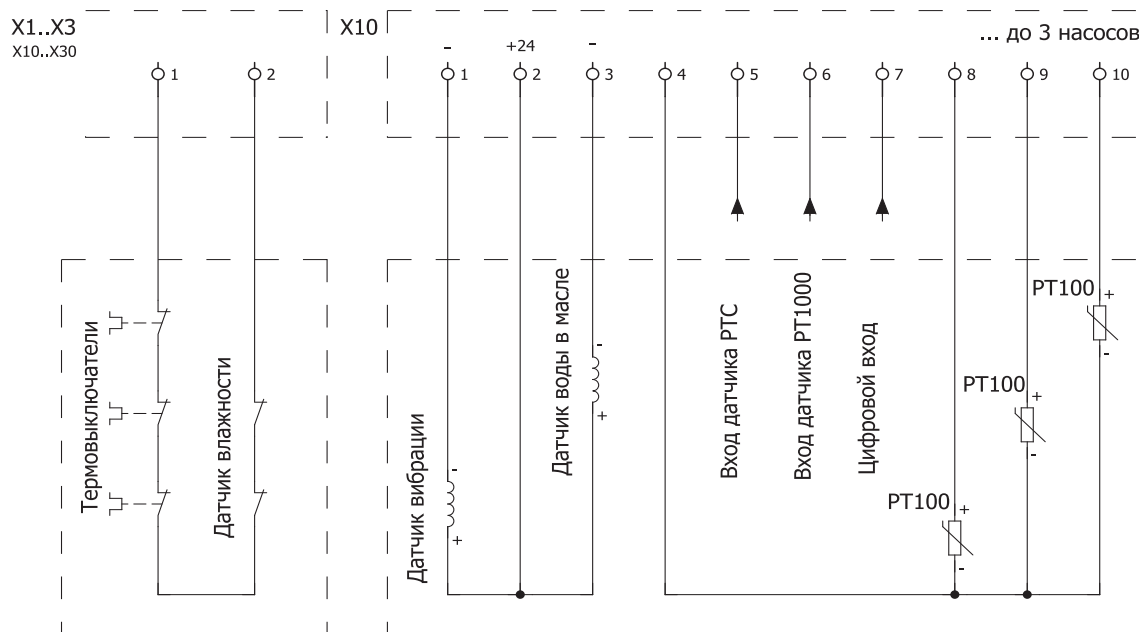 X1..X3
X10..X30
X10
... до 3 насосов
-
+24
-
1
2
1
2
3
4
5
6
7
8
9
10
Термовыключатели
Датчик влажности
Датчик вибрации
-
+
Датчик воды в масле
-
+
Вход датчика PTC
Вход датчика PT1000
Цифровой вход
PT100
+
-
PT100
+
-
PT100
+
-